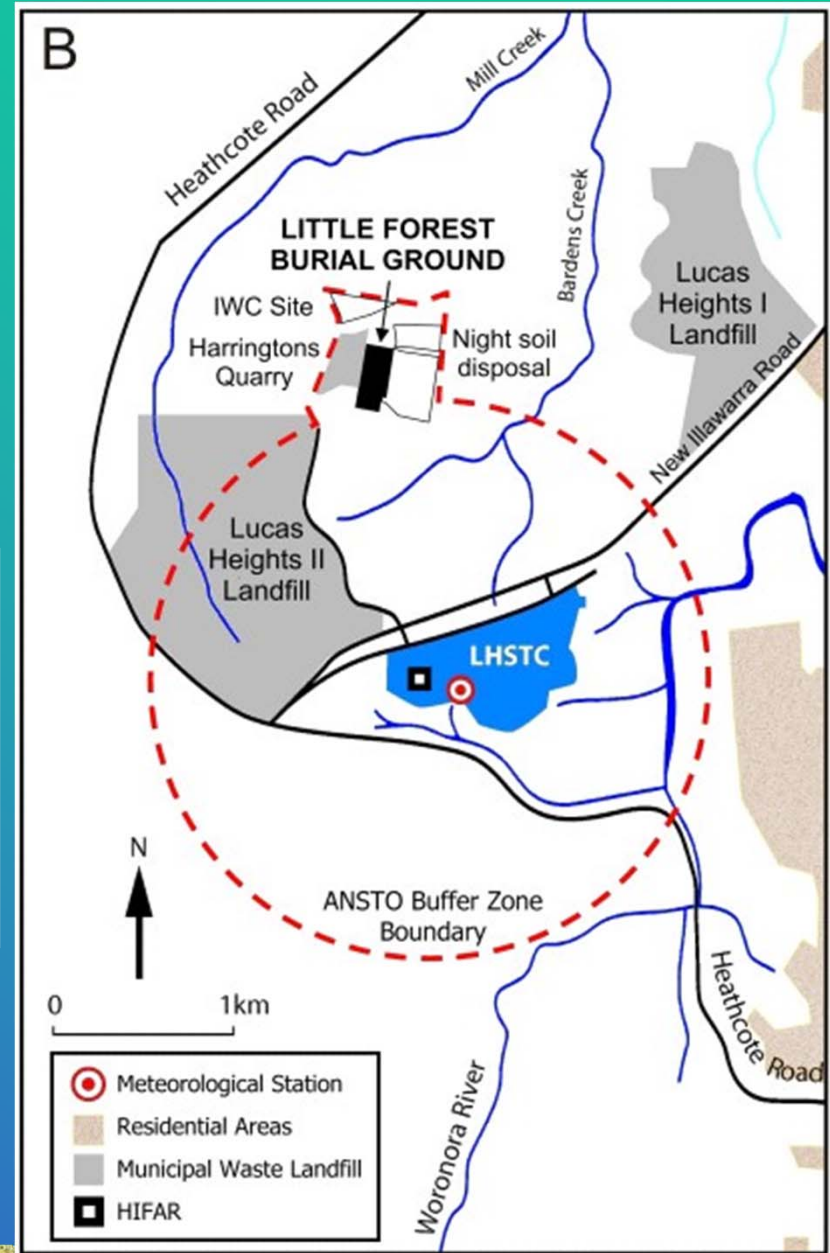 B
Heathcote Road
Mill Creek
Bardens Creek
LITTLE FOREST
BURIAL GROUND
IWC Site
Harringtons
Quarry
Night soil
disposal
Lucas
Heights I
Landfill
New Illawarra Road
Lucas
Heights II
Landfill
LHSTC
N
ANSTO Buffer Zone
Boundary
0 1km
Heathcote Road
Woronora River
Meteorological Station
Residential Areas
Municipal Waste Landfill
HIFAR